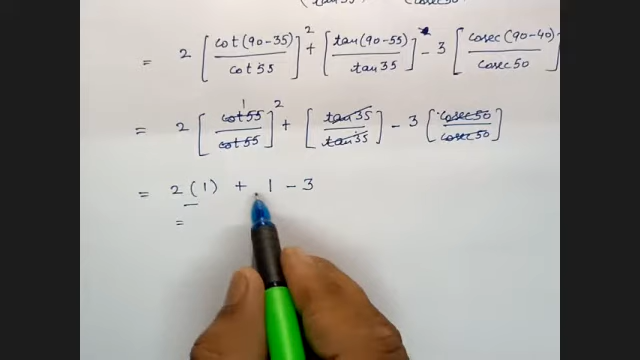 = 2 [cot(90-35)/cot 55]² + [tan(90-55)/tan 35] - 3 [cosec(90-40)/cosec 50]
= 2 [cot 55/cot 55]² + [tan 35/tan 35] - 3 [cosec 50/cosec 50]
1
= 2(1) + 1 - 3
=